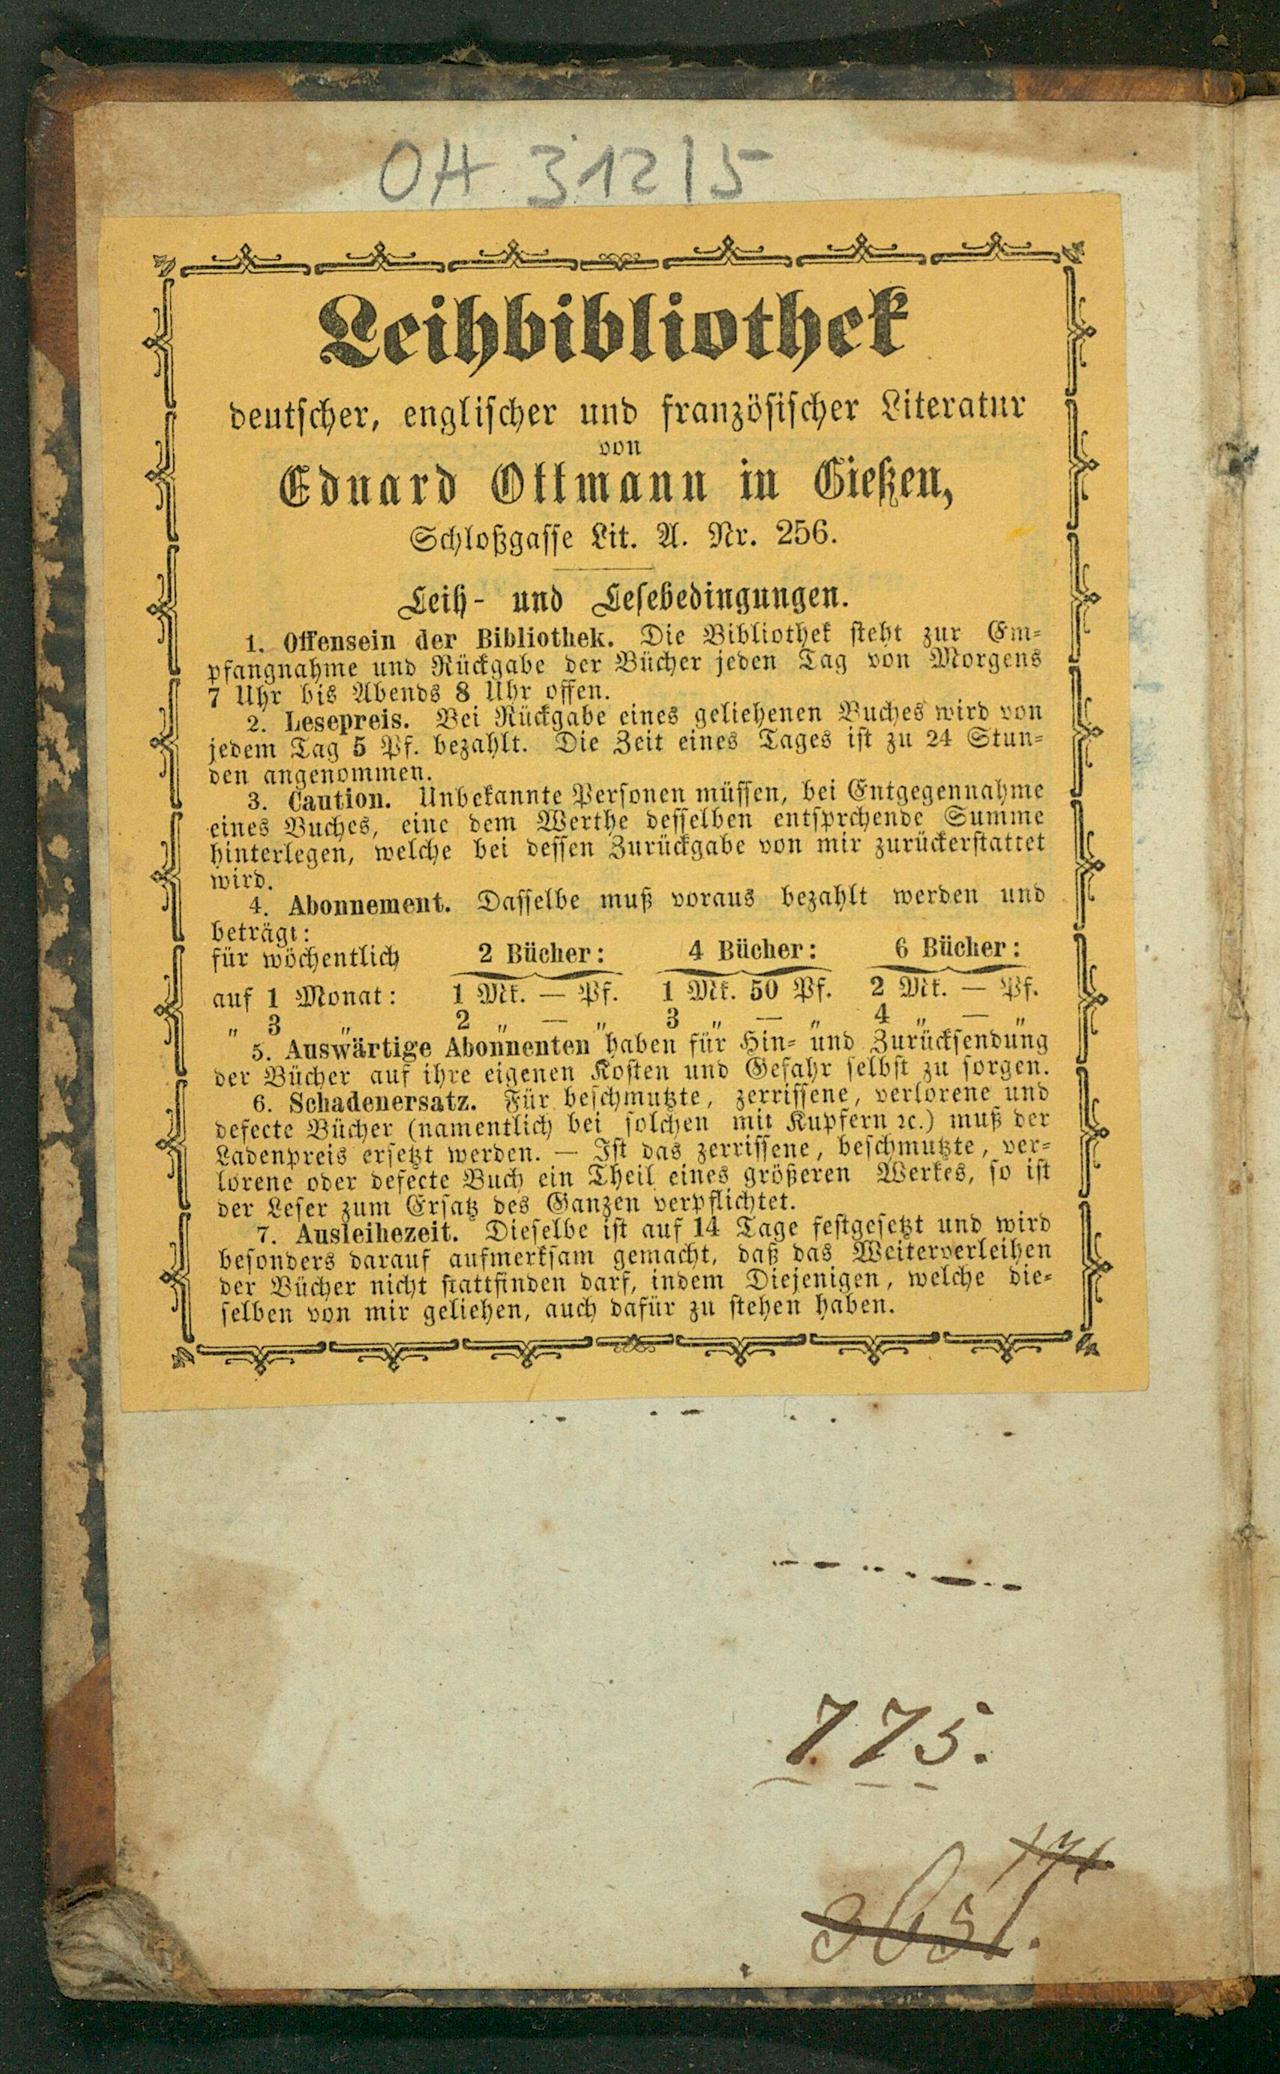 OH 312/5
Leihbibliothek
deutscher, englischer und französischer Literatur
von
Eduard Ottmann in Gießen,
Schloßgasse Lit. A. Nr. 256.
Leih- und Lesebedingungen.
1. Offensein der Bibliothek. Die Bibliothek steht zur Em-
pfangnahme und Rückgabe der Bücher jeden Tag von Morgens
7 Uhr bis Abends 8 Uhr offen.
2. Lesepreis. Bei Rückgabe eines geliehenen Buches wird von
jedem Tag 5 Pf. bezahlt. Die Zeit eines Tages ist zu 24 Stun-
den angenommen.
3. Caution. Unbekannte Personen müssen, bei Entgegennahme
eines Buches, eine dem Werthe desselben entsprchende Summe
hinterlegen, welche bei dessen Zurückgabe von mir zurückerstattet
wird.
4. Abonnement. Dasselbe muß voraus bezahlt werden und
beträgt:
für wöchentlich 2 Bücher: 4 Bücher: 6 Bücher:
auf 1 Monat: 1 Mk. — Pf. 1 Mk. 50 Pf. 2 Mk. — Pf.
„ 3 „ 2 „ — „ 3 „ — „ 4 „ — „
5. Auswärtige Abonnenten haben für Hin- und Zurücksendung
der Bücher auf ihre eigenen Kosten und Gefahr selbst zu sorgen.
6. Schadenersatz. Für beschmutzte, zerrissene, verlorene und
defecte Bücher (namentlich bei solchen mit Kupfern ꝛc.) muß der
Ladenpreis ersetzt werden. — Ist das zerrissene, beschmutzte, ver-
lorene oder defecte Buch ein Theil eines größeren Werkes, so ist
der Leser zum Ersatz des Ganzen verpflichtet.
7. Ausleihezeit. Dieselbe ist auf 14 Tage festgesetzt und wird
besonders darauf aufmerksam gemacht, daß das Weiterverleihen
der Bücher nicht stattfinden darf, indem Diejenigen, welche die-
selben von mir geliehen, auch dafür zu stehen haben.
775.